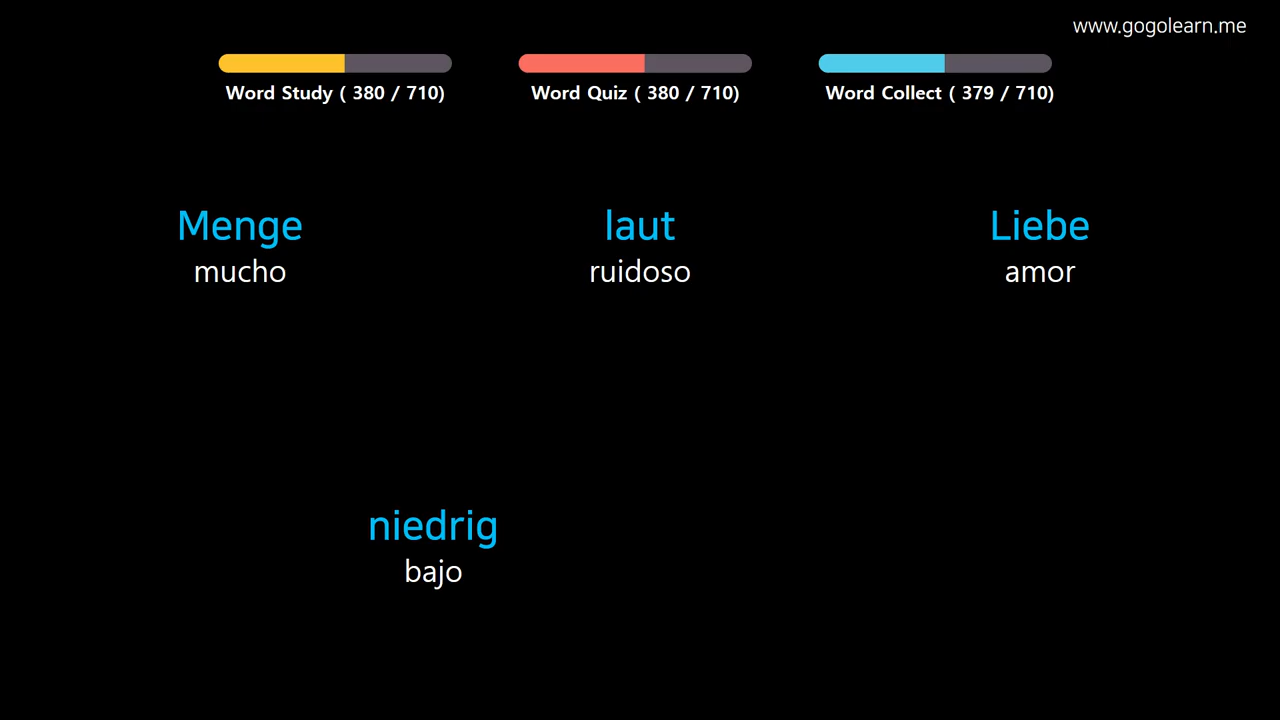 www.gogolearn.me
Word Study ( 380 / 710)
Word Quiz ( 380 / 710)
Word Collect ( 379 / 710)
Menge
mucho
laut
ruidoso
Liebe
amor
niedrig
bajo